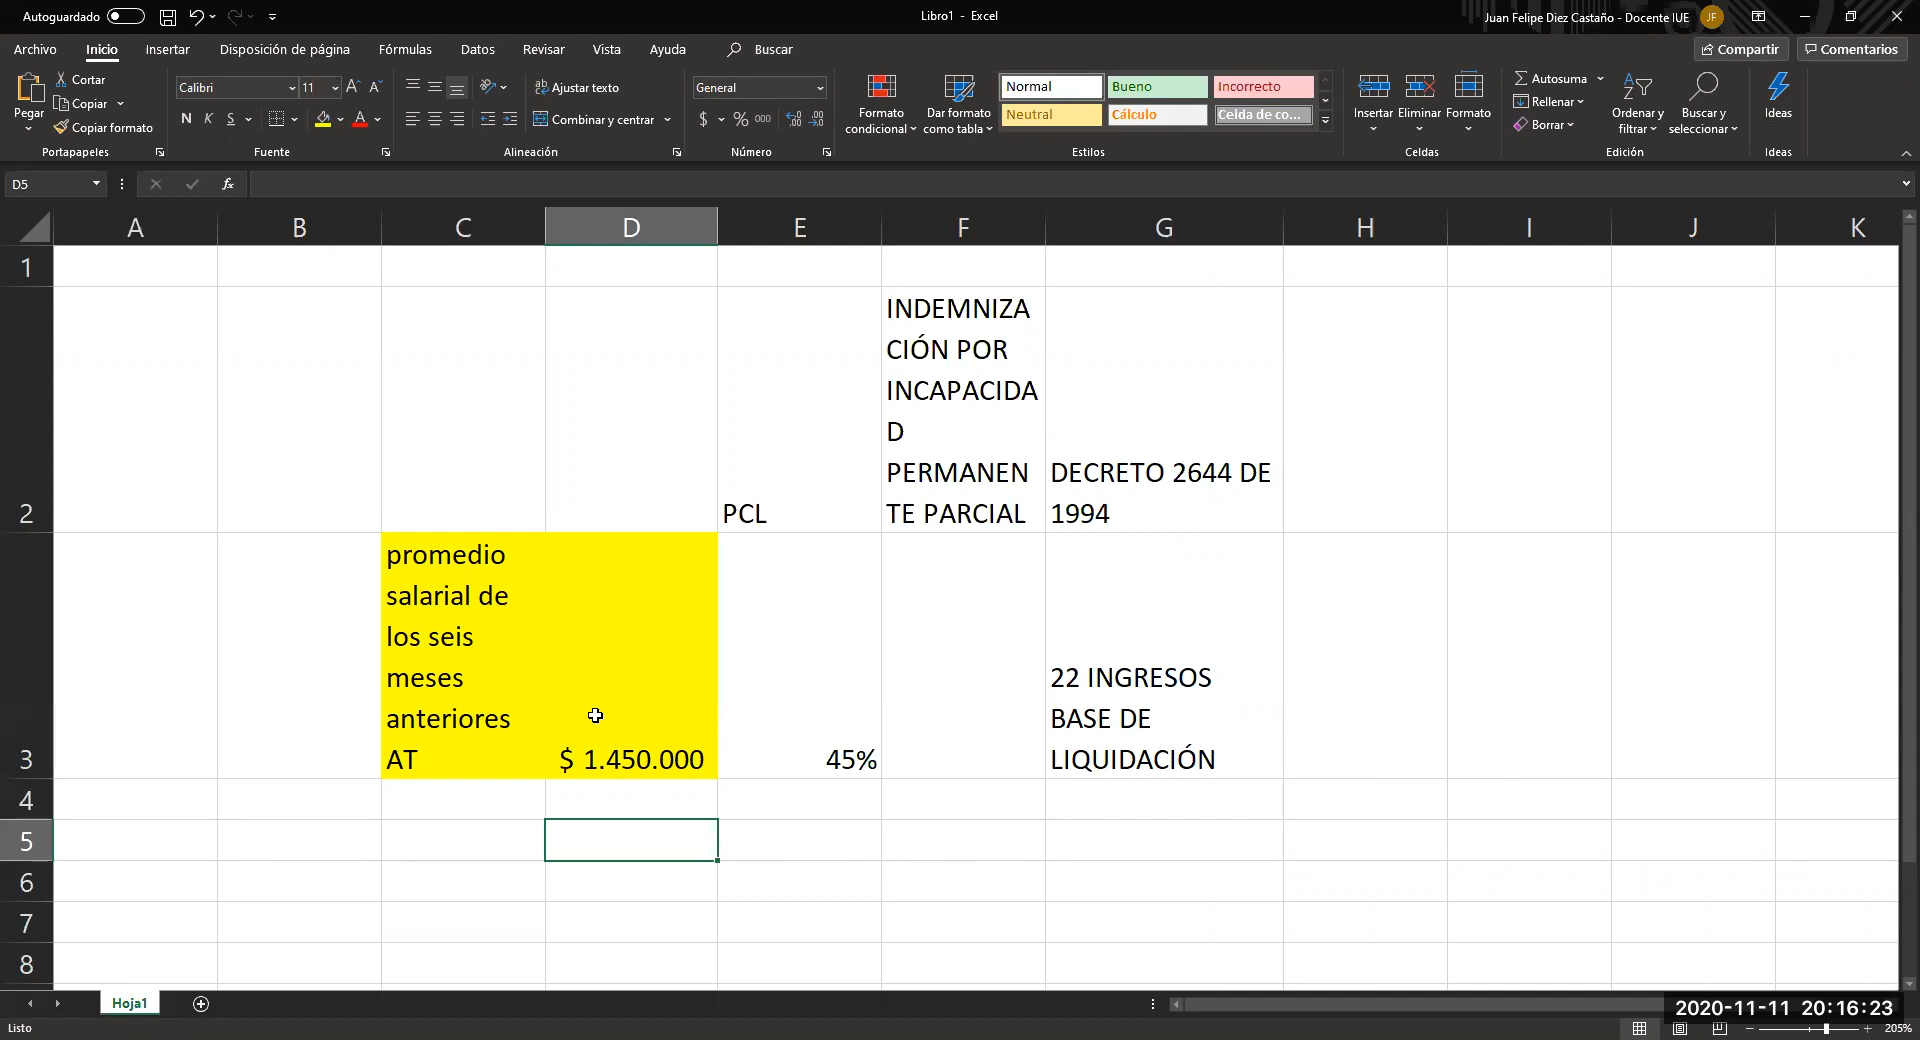 Autoguardado
Libro1 - Excel
Juan Felipe Diez Castaño - Docente IUE
JF
Archivo Inicio Insertar Disposición de página Fórmulas Datos Revisar Vista Ayuda Buscar
Compartir Comentarios
Pegar
Cortar
Copiar
Copiar formato
Portapapeles
Calibri 11
N K S
Fuente
Ajustar texto
Combinar y centrar
Alineación
General
$ % 000
Número
Formato condicional
Dar formato como tabla
Normal Bueno Incorrecto
Neutral Cálculo Celda de co...
Estilos
Insertar Eliminar Formato
Celdas
Autosuma
Rellenar
Borrar
Ordenar y filtrar
Buscar y seleccionar
Edición
Ideas
Ideas
D5
fx
A B C D E F G H I J K
1
2
PCL
INDEMNIZA
CIÓN POR
INCAPACIDA
D
PERMANEN
TE PARCIAL
DECRETO 2644 DE
1994
3
promedio
salarial de
los seis
meses
anteriores
AT
$ 1.450.000
45%
22 INGRESOS
BASE DE
LIQUIDACIÓN
4
5
6
7
8
Hoja1
2020-11-11 20:16:23
Listo
205%